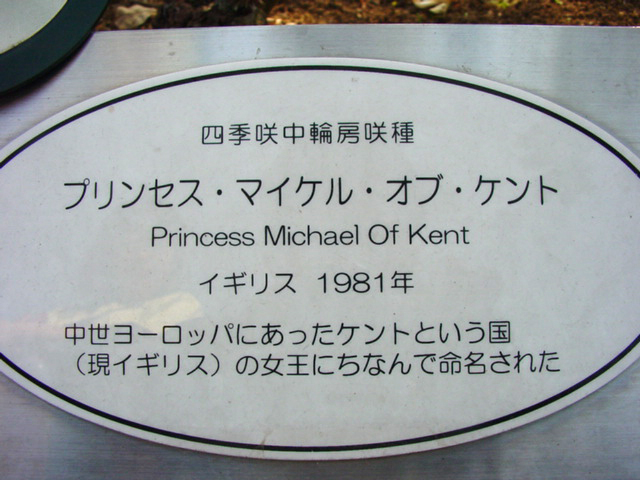 四季咲中輪房咲種
プリンセス・マイケル・オブ・ケント
Princess Michael Of Kent
イギリス 1981年
中世ヨーロッパにあったケントという国
（現イギリス）の女王にちなんで命名された